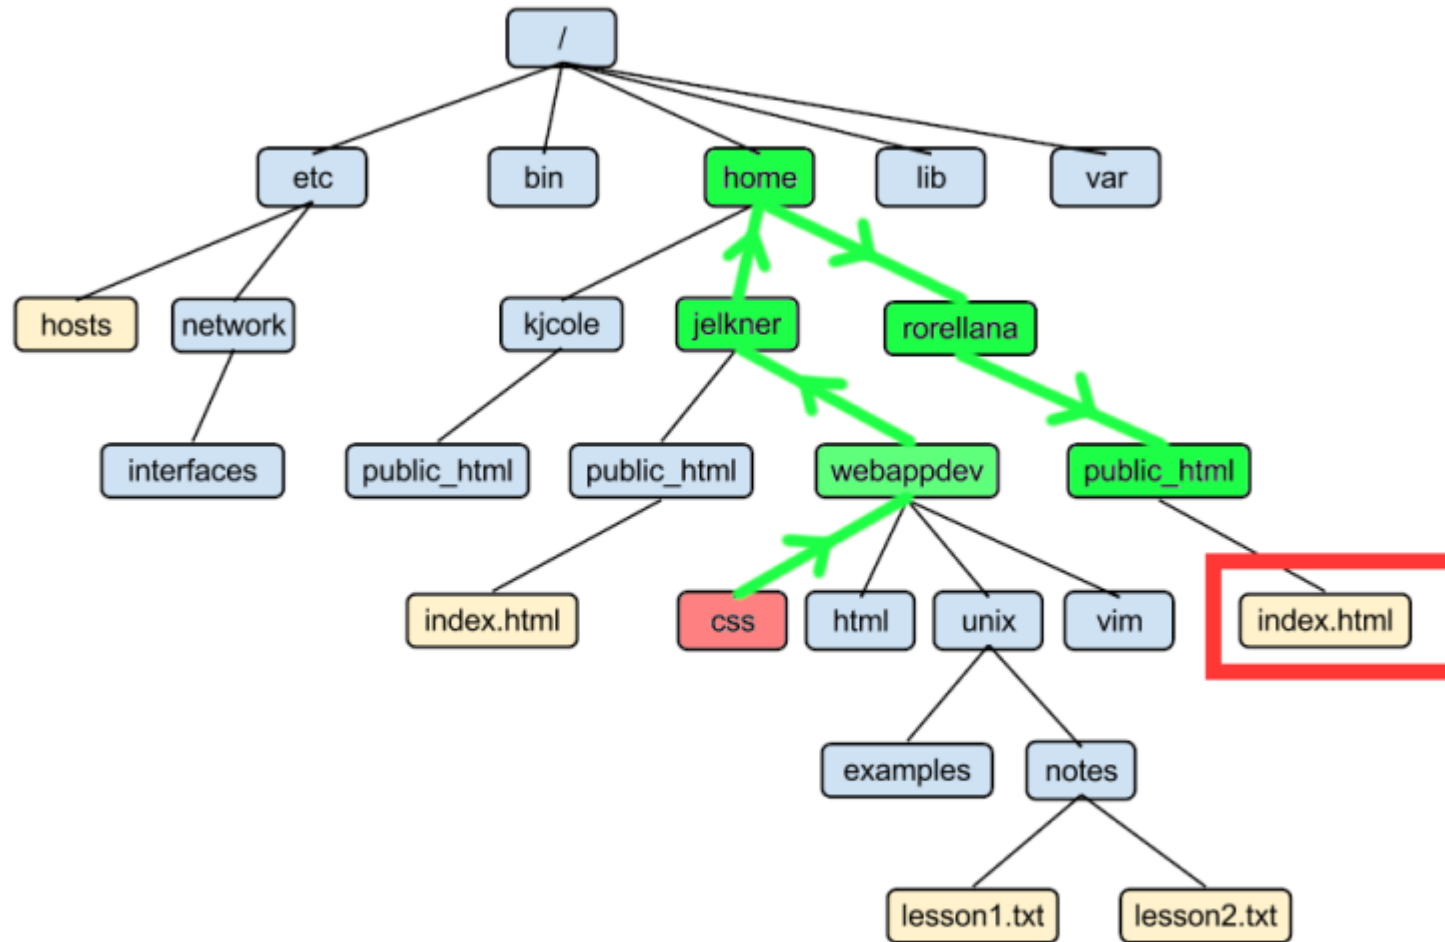 /
etc
bin
home
lib
var
hosts
network
kjcole
jelkner
rorellana
interfaces
public_html
public_html
webappdev
public_html
index.html
css
html
unix
vim
index.html
examples
notes
lesson1.txt
lesson2.txt